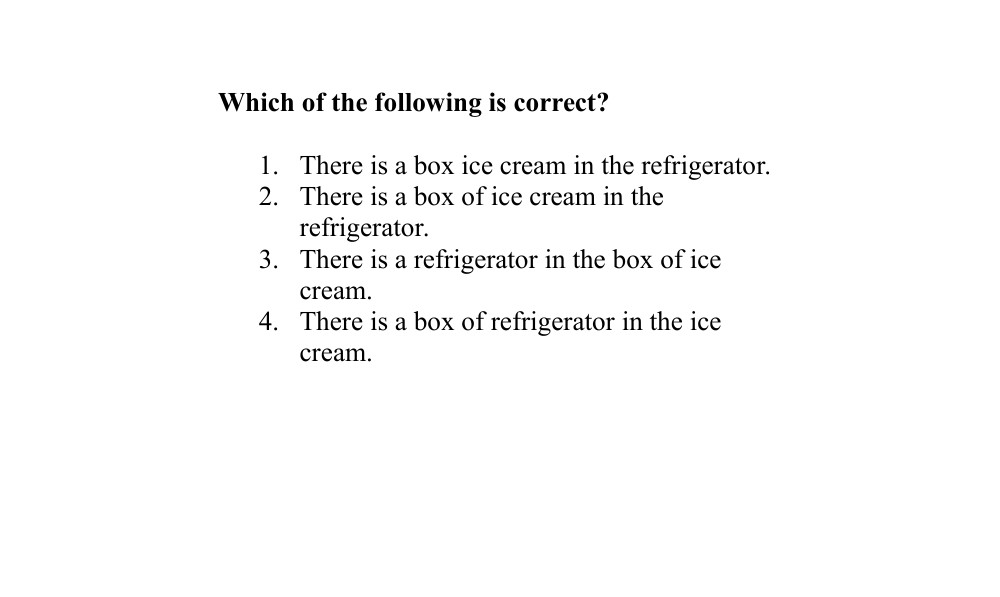 Which of the following is correct?
1. There is a box ice cream in the refrigerator.
2. There is a box of ice cream in the
refrigerator.
3. There is a refrigerator in the box of ice
cream.
4. There is a box of refrigerator in the ice
cream.